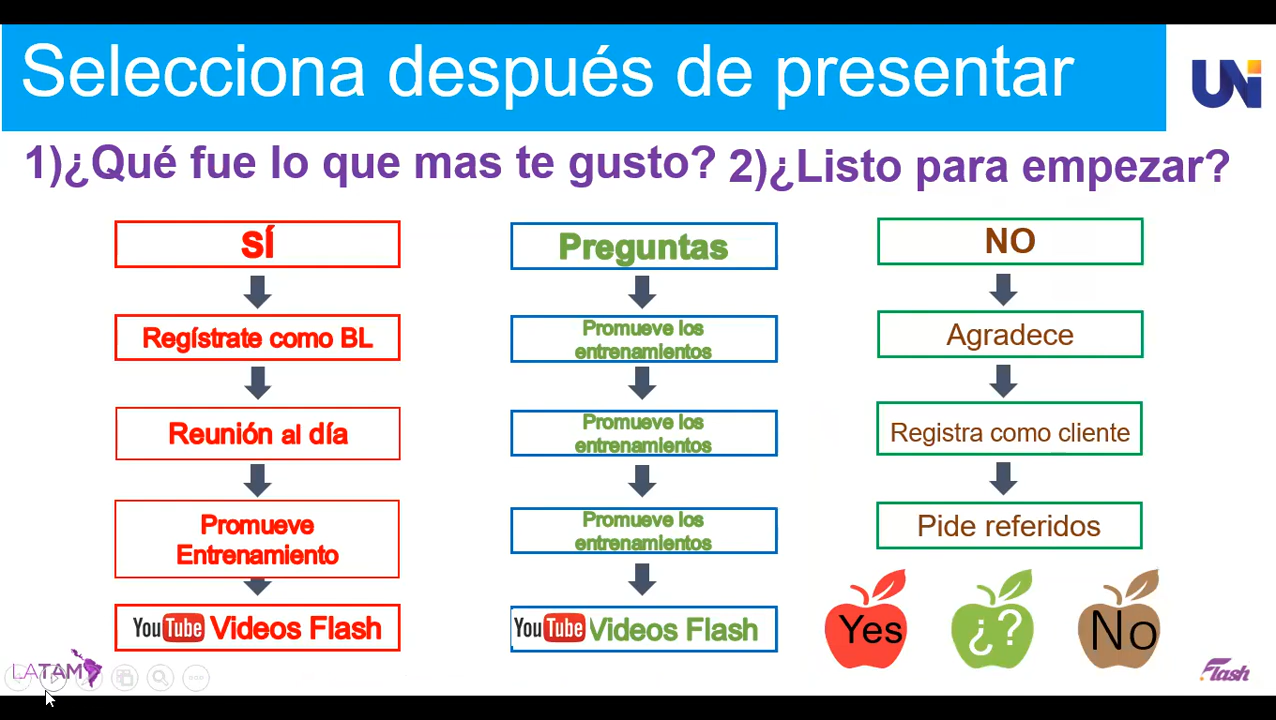 Selecciona después de presentar
UNi
1)¿Qué fue lo que mas te gusto? 2)¿Listo para empezar?
SÍ
Regístrate como BL
Reunión al día
Promueve
Entrenamiento
YouTube Videos Flash
Preguntas
Promueve los
entrenamientos
Promueve los
entrenamientos
Promueve los
entrenamientos
YouTube Videos Flash
NO
Agradece
Registra como cliente
Pide referidos
Yes
¿?
No
LATAM
Flash